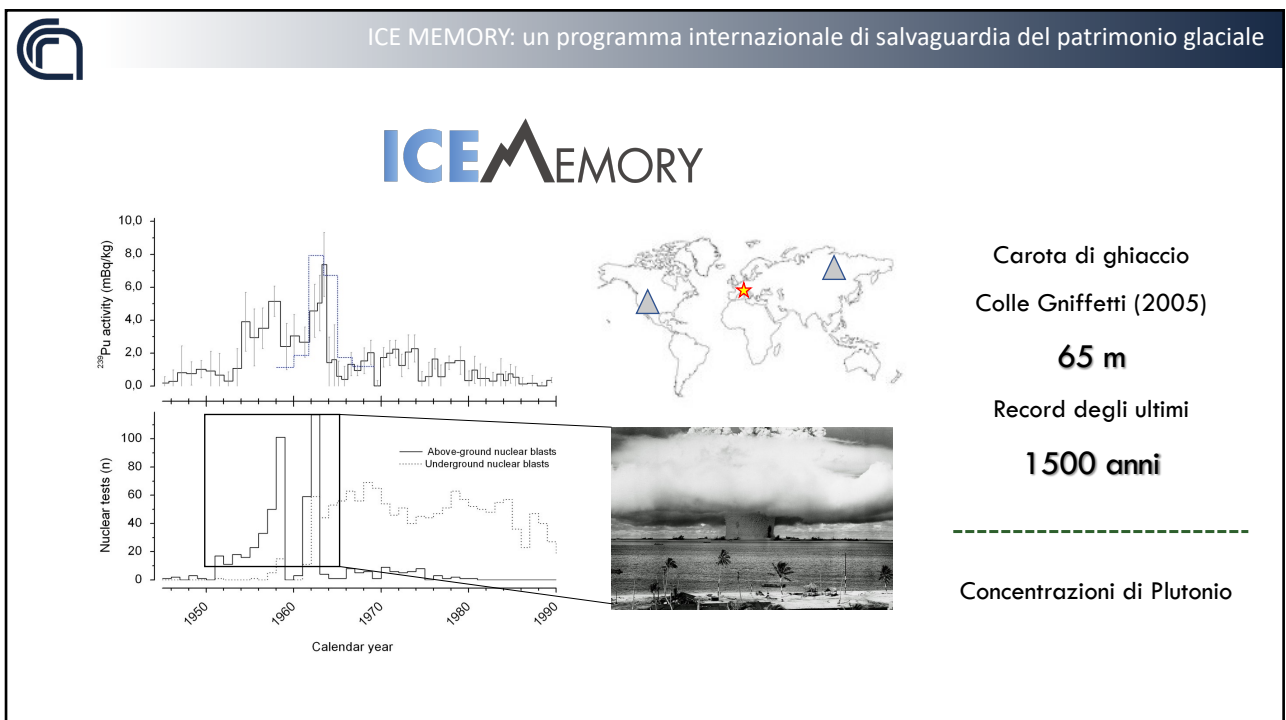 ICE MEMORY: un programma internazionale di salvaguardia del patrimonio glaciale
ICE MEMORY
10,0
8,0
6,0
4,0
2,0
0,0
²³⁹Pu activity (mBq/kg)
100
80
60
40
20
0
Nuclear tests (n)
Above-ground nuclear blasts
Underground nuclear blasts
1950
1960
1970
1980
1990
Calendar year
Carota di ghiaccio
Colle Gniffetti (2005)
65 m
Record degli ultimi
1500 anni
Concentrazioni di Plutonio